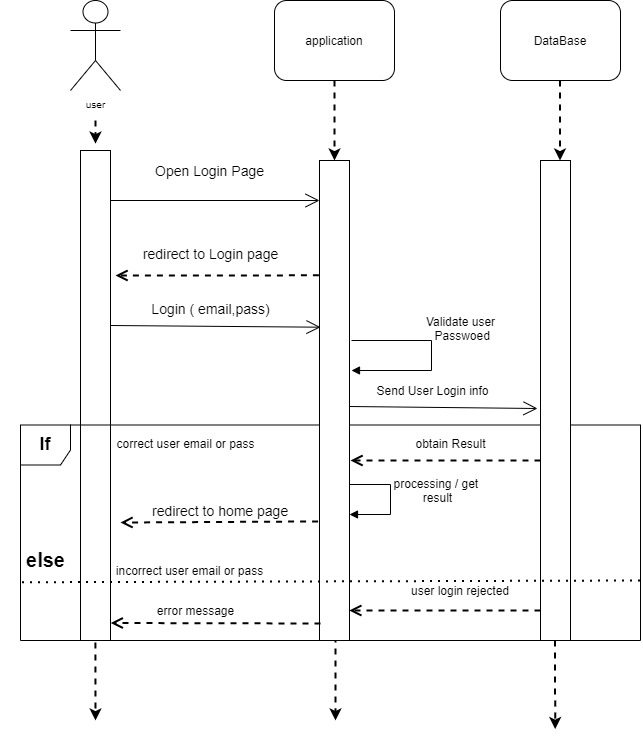 application
DataBase
user
Open Login Page
redirect to Login page
Login ( email,pass)
Validate user
Passwoed
Send User Login info
If
correct user email or pass
obtain Result
processing / get
result
redirect to home page
else
incorrect user email or pass
user login rejected
error message